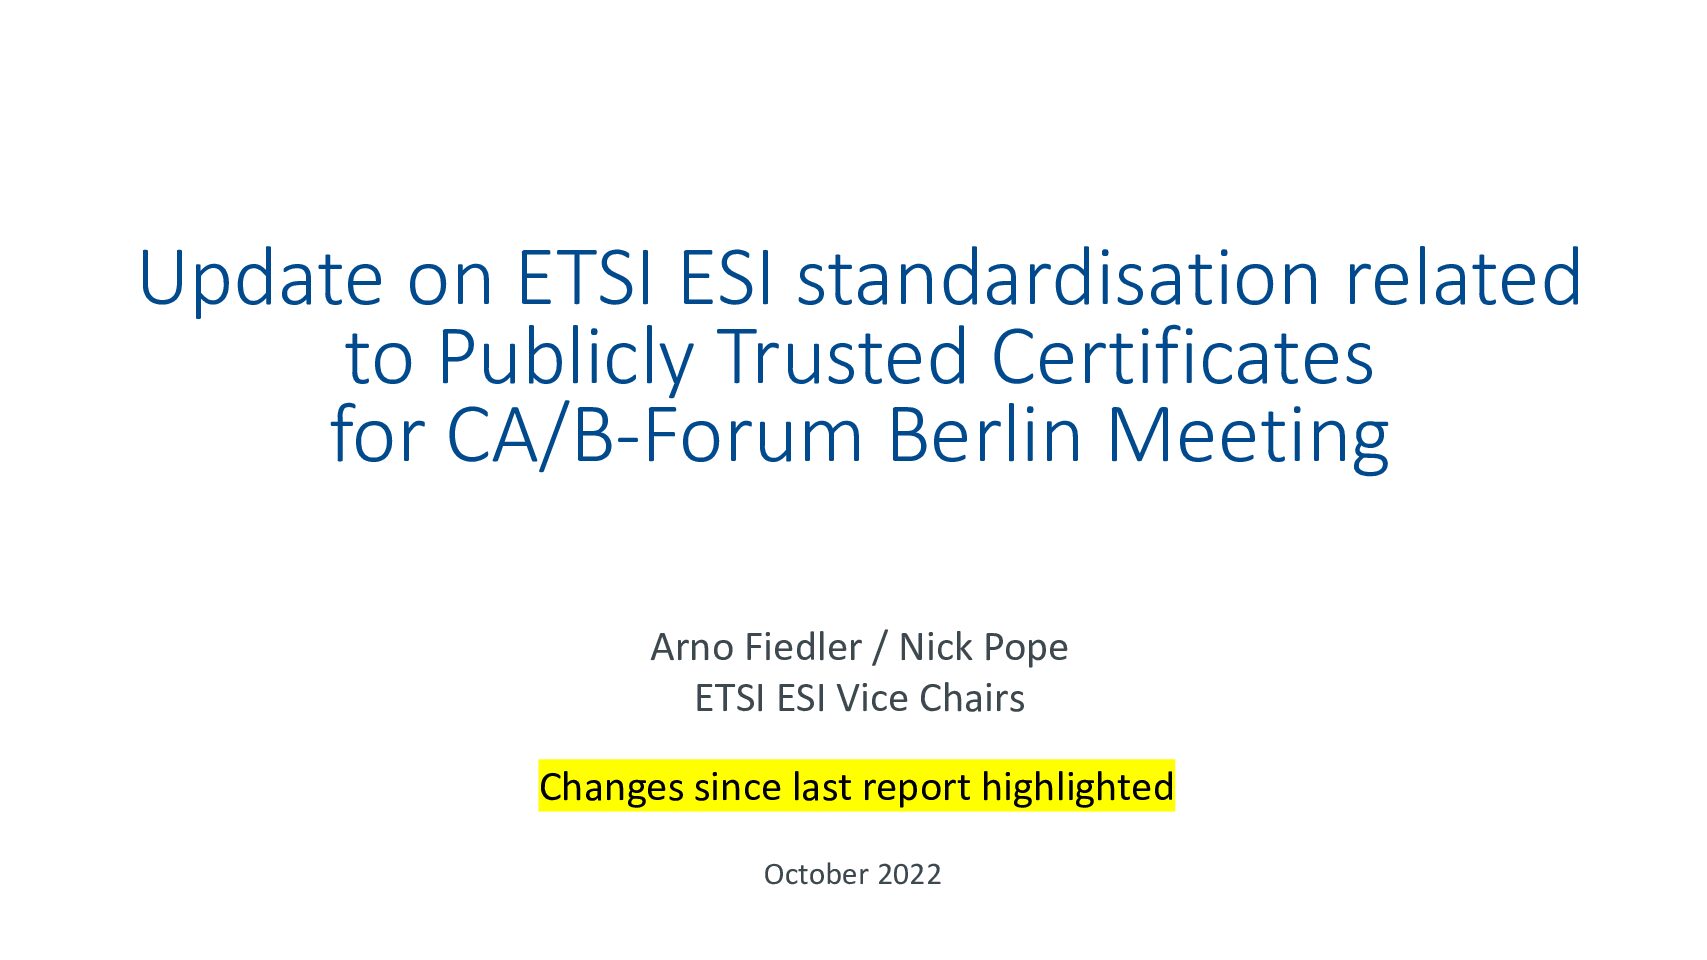 Update on ETSI ESI standardisation related
to Publicly Trusted Certificates
for CA/B-Forum Berlin Meeting
Arno Fiedler / Nick Pope
ETSI ESI Vice Chairs
Changes since last report highlighted
October 2022